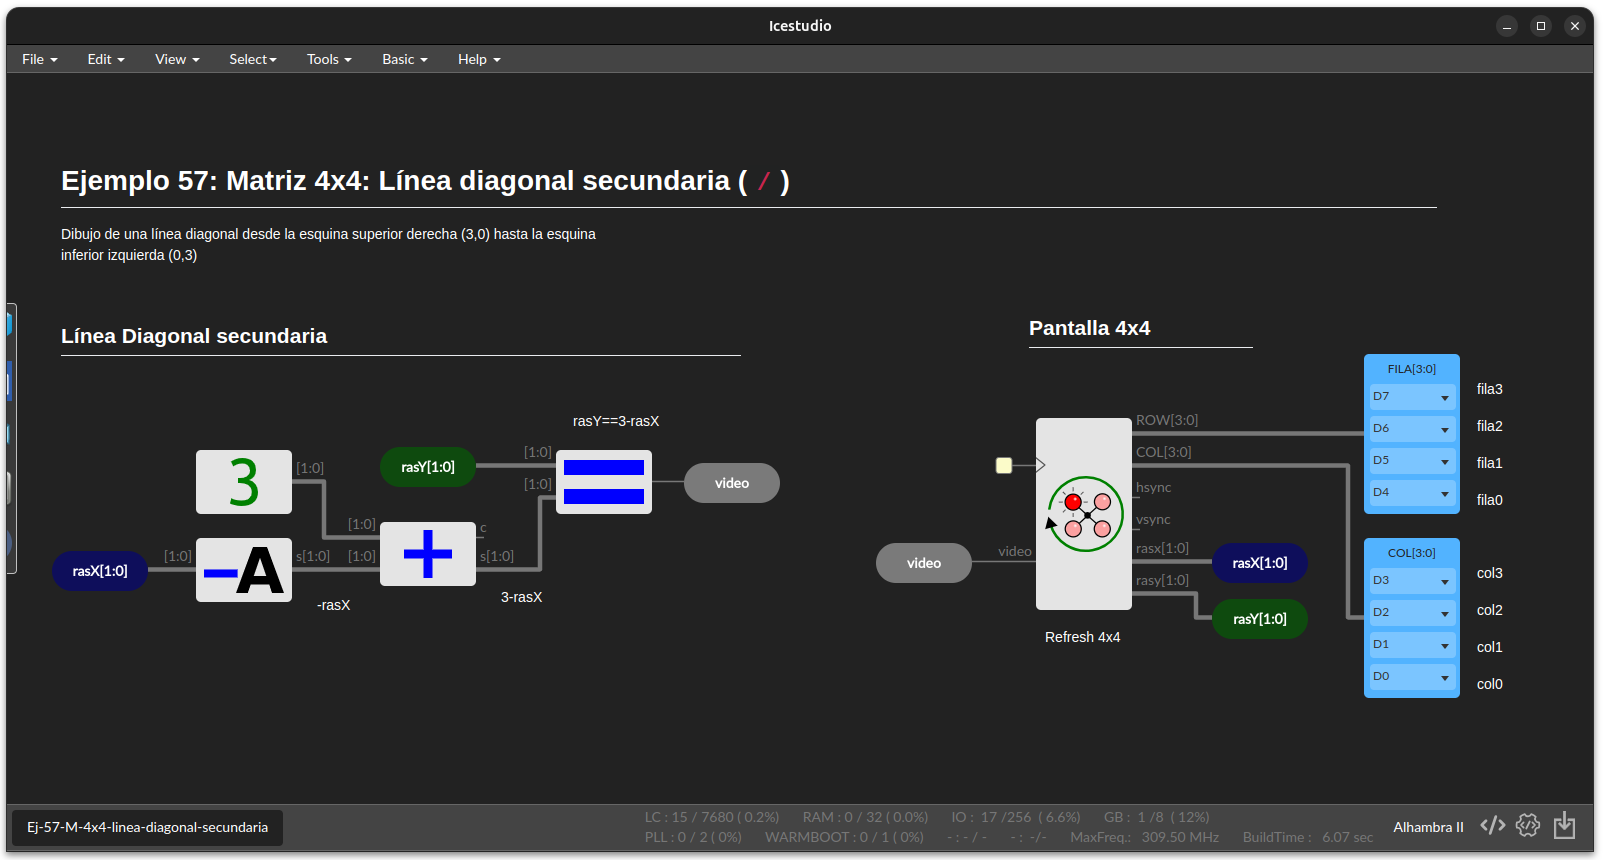 Icestudio
File Edit View Select Tools Basic Help
Ejemplo 57: Matriz 4x4: Línea diagonal secundaria ( / )
Dibujo de una línea diagonal desde la esquina superior derecha (3,0) hasta la esquina
inferior izquierda (0,3)
Línea Diagonal secundaria
rasY==3-rasX
3
[1:0]
rasY[1:0]
[1:0]
[1:0]
video
[1:0]
c
rasX[1:0]
[1:0]
-A
s[1:0]
[1:0]
+
s[1:0]
-rasX
3-rasX
Pantalla 4x4
ROW[3:0]
COL[3:0]
hsync
vsync
video
video
rasx[1:0]
rasX[1:0]
rasy[1:0]
rasY[1:0]
Refresh 4x4
FILA[3:0]
D7 fila3
D6 fila2
D5 fila1
D4 fila0
COL[3:0]
D3 col3
D2 col2
D1 col1
D0 col0
Ej-57-M-4x4-linea-diagonal-secundaria
LC : 15 / 7680 ( 0.2%) RAM : 0 / 32 ( 0.0%) IO : 17 /256 ( 6.6%) GB : 1 /8 ( 12%)
PLL : 0 / 2 ( 0%) WARMBOOT : 0 / 1 ( 0%) - : - / - - : -/- MaxFreq.: 309.50 MHz BuildTime : 6.07 sec
Alhambra II